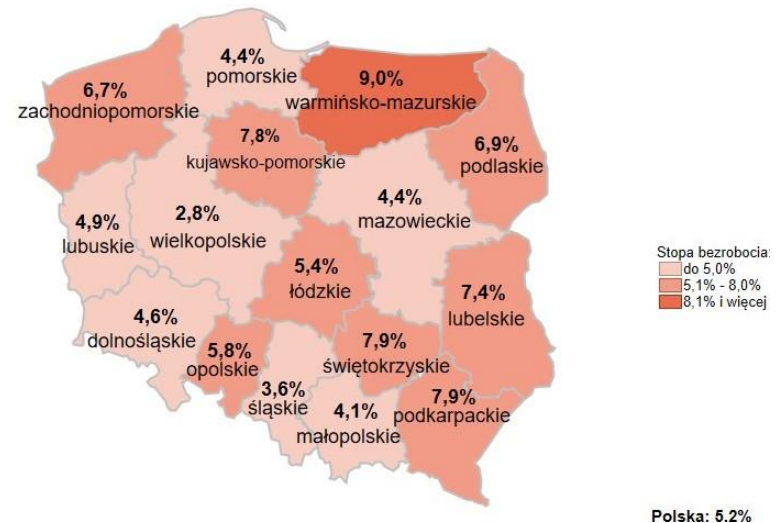 4,4%
pomorskie
9,0%
warmińsko-mazurskie
6,7%
zachodniopomorskie
7,8%
kujawsko-pomorskie
6,9%
podlaskie
4,4%
mazowieckie
4,9%
lubuskie
2,8%
wielkopolskie
5,4%
łódzkie
7,4%
lubelskie
4,6%
dolnośląskie
5,8%
opolskie
7,9%
świętokrzyskie
3,6%
śląskie
4,1%
małopolskie
7,9%
podkarpackie
Stopa bezrobocia:
do 5,0%
5,1% - 8,0%
8,1% i więcej
Polska: 5,2%